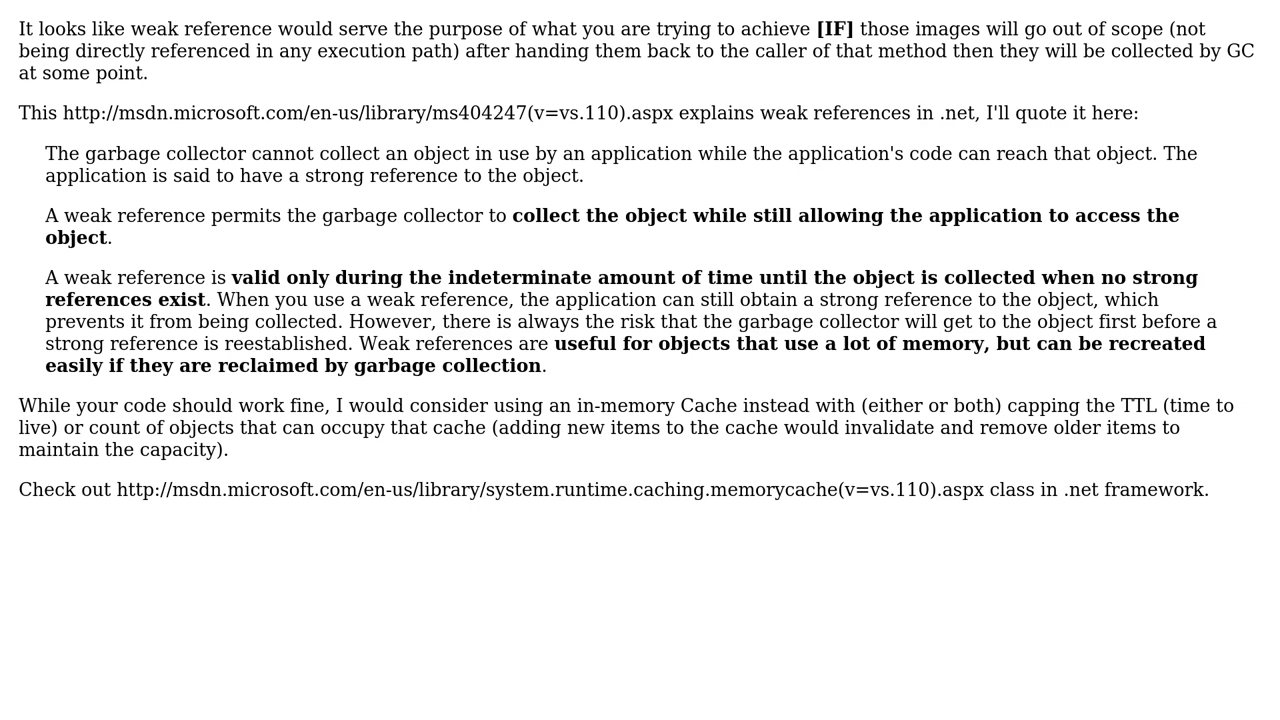 It looks like weak reference would serve the purpose of what you are trying to achieve [IF] those images will go out of scope (not
being directly referenced in any execution path) after handing them back to the caller of that method then they will be collected by GC
at some point.
This http://msdn.microsoft.com/en-us/library/ms404247(v=vs.110).aspx explains weak references in .net, I'll quote it here:
The garbage collector cannot collect an object in use by an application while the application's code can reach that object. The
application is said to have a strong reference to the object.
A weak reference permits the garbage collector to collect the object while still allowing the application to access the
object.
A weak reference is valid only during the indeterminate amount of time until the object is collected when no strong
references exist. When you use a weak reference, the application can still obtain a strong reference to the object, which
prevents it from being collected. However, there is always the risk that the garbage collector will get to the object first before a
strong reference is reestablished. Weak references are useful for objects that use a lot of memory, but can be recreated
easily if they are reclaimed by garbage collection.
While your code should work fine, I would consider using an in-memory Cache instead with (either or both) capping the TTL (time to
live) or count of objects that can occupy that cache (adding new items to the cache would invalidate and remove older items to
maintain the capacity).
Check out http://msdn.microsoft.com/en-us/library/system.runtime.caching.memorycache(v=vs.110).aspx class in .net framework.